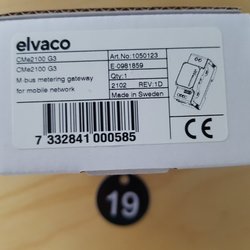 elvaco
CMe2100 G3
CMe2100 G3
M-bus metering gateway
for mobile network
Art.No:1050123
E-0981859
Qty:1
2102 REV:1D
Made in Sweden
7 332841 000585
CE
19